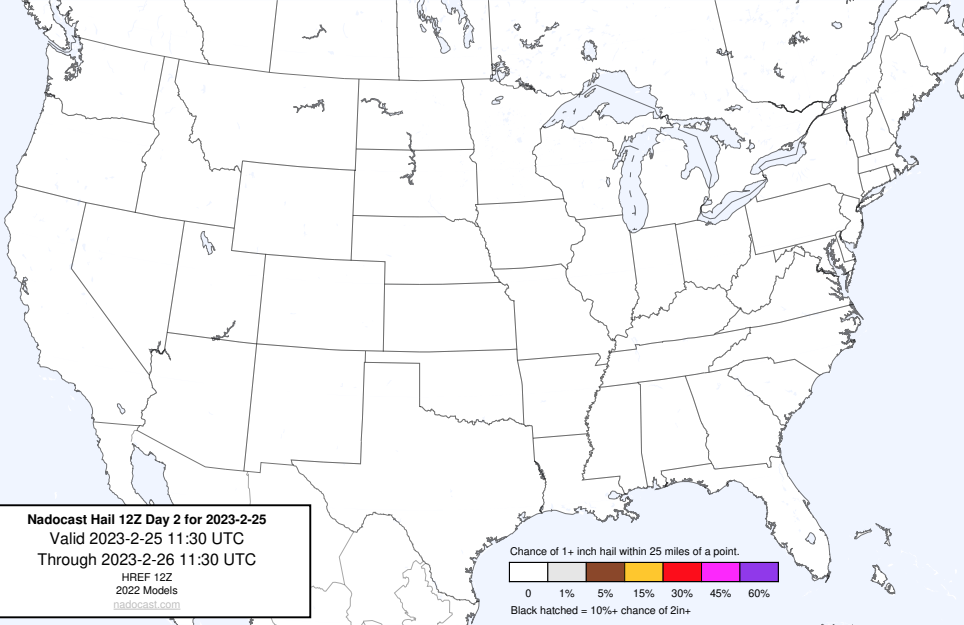 Nadocast Hail 12Z Day 2 for 2023-2-25
Valid 2023-2-25 11:30 UTC
Through 2023-2-26 11:30 UTC
HREF 12Z
2022 Models
nadocast.com
Chance of 1+ inch hail within 25 miles of a point.
0 1% 5% 15% 30% 45% 60%
Black hatched = 10%+ chance of 2in+